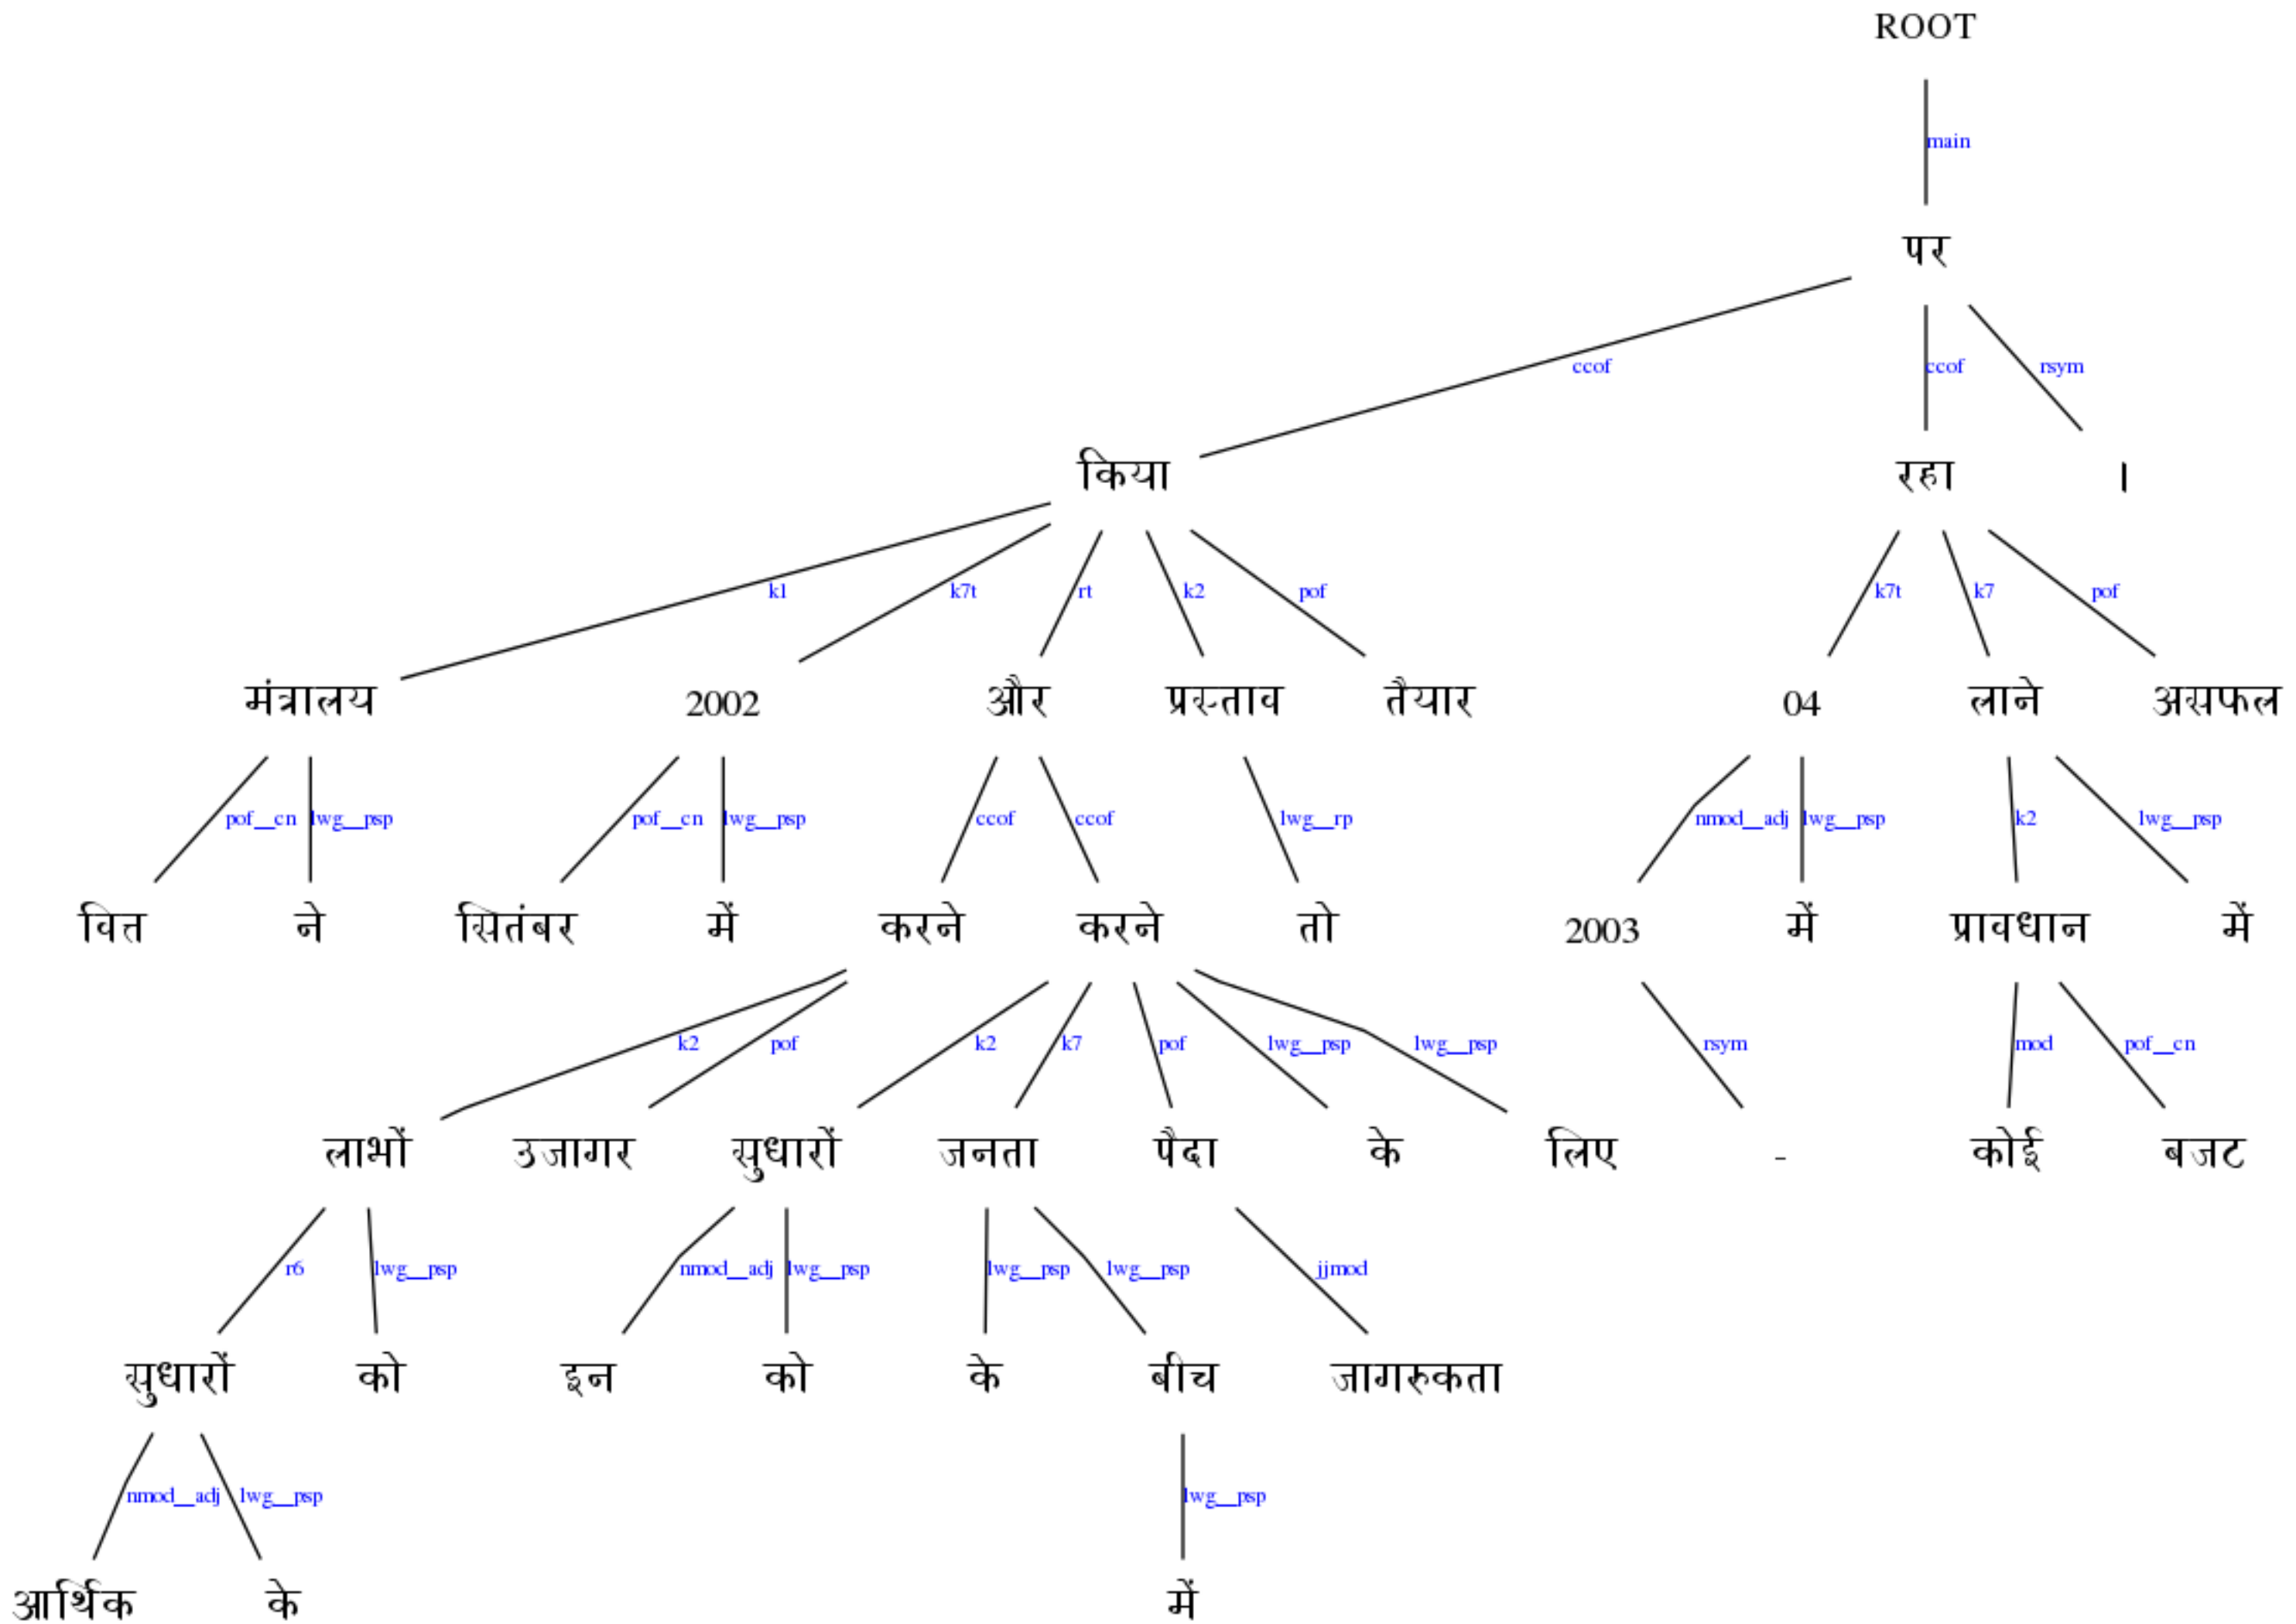 ROOT
main
पर
ccof ccof rsym
किया रहा ।
k1 k7t rt k2 pof k7t k7 pof
मंत्रालय 2002 और प्रस्ताव तैयार 04 लाने असफल
pof__cn lwg__psp pof__cn lwg__psp ccof ccof lwg__rp nmod__adj lwg__psp k2 lwg__psp
वित्त ने सितंबर में करने करने तो 2003 में प्रावधान में
k2 pof k2 k7 pof lwg__psp lwg__psp rsym mod pof__cn
लाभों उजागर सुधारों जनता पैदा के लिए - कोई बजट
r6 lwg__psp nmod__adj lwg__psp lwg__psp lwg__psp jjmod
सुधारों को इन को के बीच जागरुकता
nmod__adj lwg__psp lwg__psp
आर्थिक के में